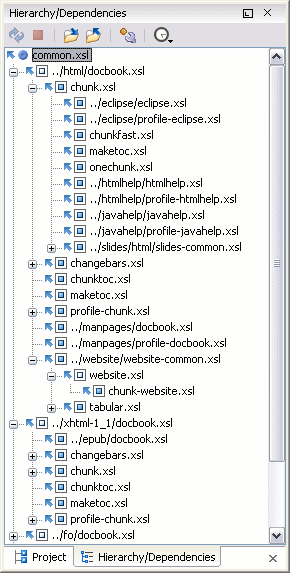 Hierarchy/Dependencies
common.xsl
../html/docbook.xsl
chunk.xsl
../eclipse/eclipse.xsl
../eclipse/profile-eclipse.xsl
chunkfast.xsl
maketoc.xsl
onechunk.xsl
../htmlhelp/htmlhelp.xsl
../htmlhelp/profile-htmlhelp.xsl
../javahelp/javahelp.xsl
../javahelp/profile-javahelp.xsl
../slides/html/slides-common.xsl
changebars.xsl
chunktoc.xsl
maketoc.xsl
profile-chunk.xsl
../manpages/docbook.xsl
../manpages/profile-docbook.xsl
../website/website-common.xsl
website.xsl
chunk-website.xsl
tabular.xsl
../xhtml-1_1/docbook.xsl
../epub/docbook.xsl
changebars.xsl
chunk.xsl
chunktoc.xsl
maketoc.xsl
profile-chunk.xsl
../fo/docbook.xsl
Project Hierarchy/Dependencies